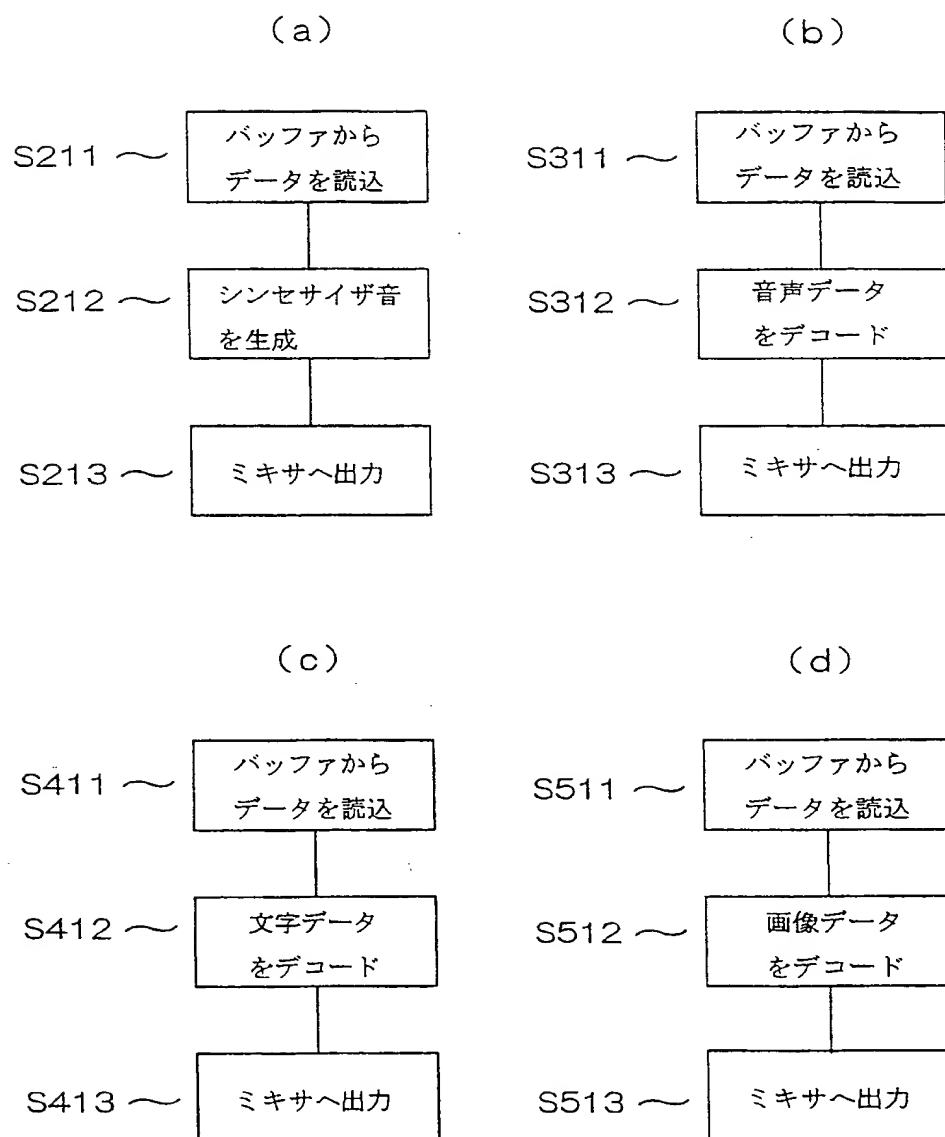 (a)
S211 〜 バッファから
データを読込
S212 〜 シンセサイザ音
を生成
S213 〜 ミキサへ出力
(b)
S311 〜 バッファから
データを読込
S312 〜 音声データ
をデコード
S313 〜 ミキサへ出力
(c)
S411 〜 バッファから
データを読込
S412 〜 文字データ
をデコード
S413 〜 ミキサへ出力
(d)
S511 〜 バッファから
データを読込
S512 〜 画像データ
をデコード
S513 〜 ミキサへ出力